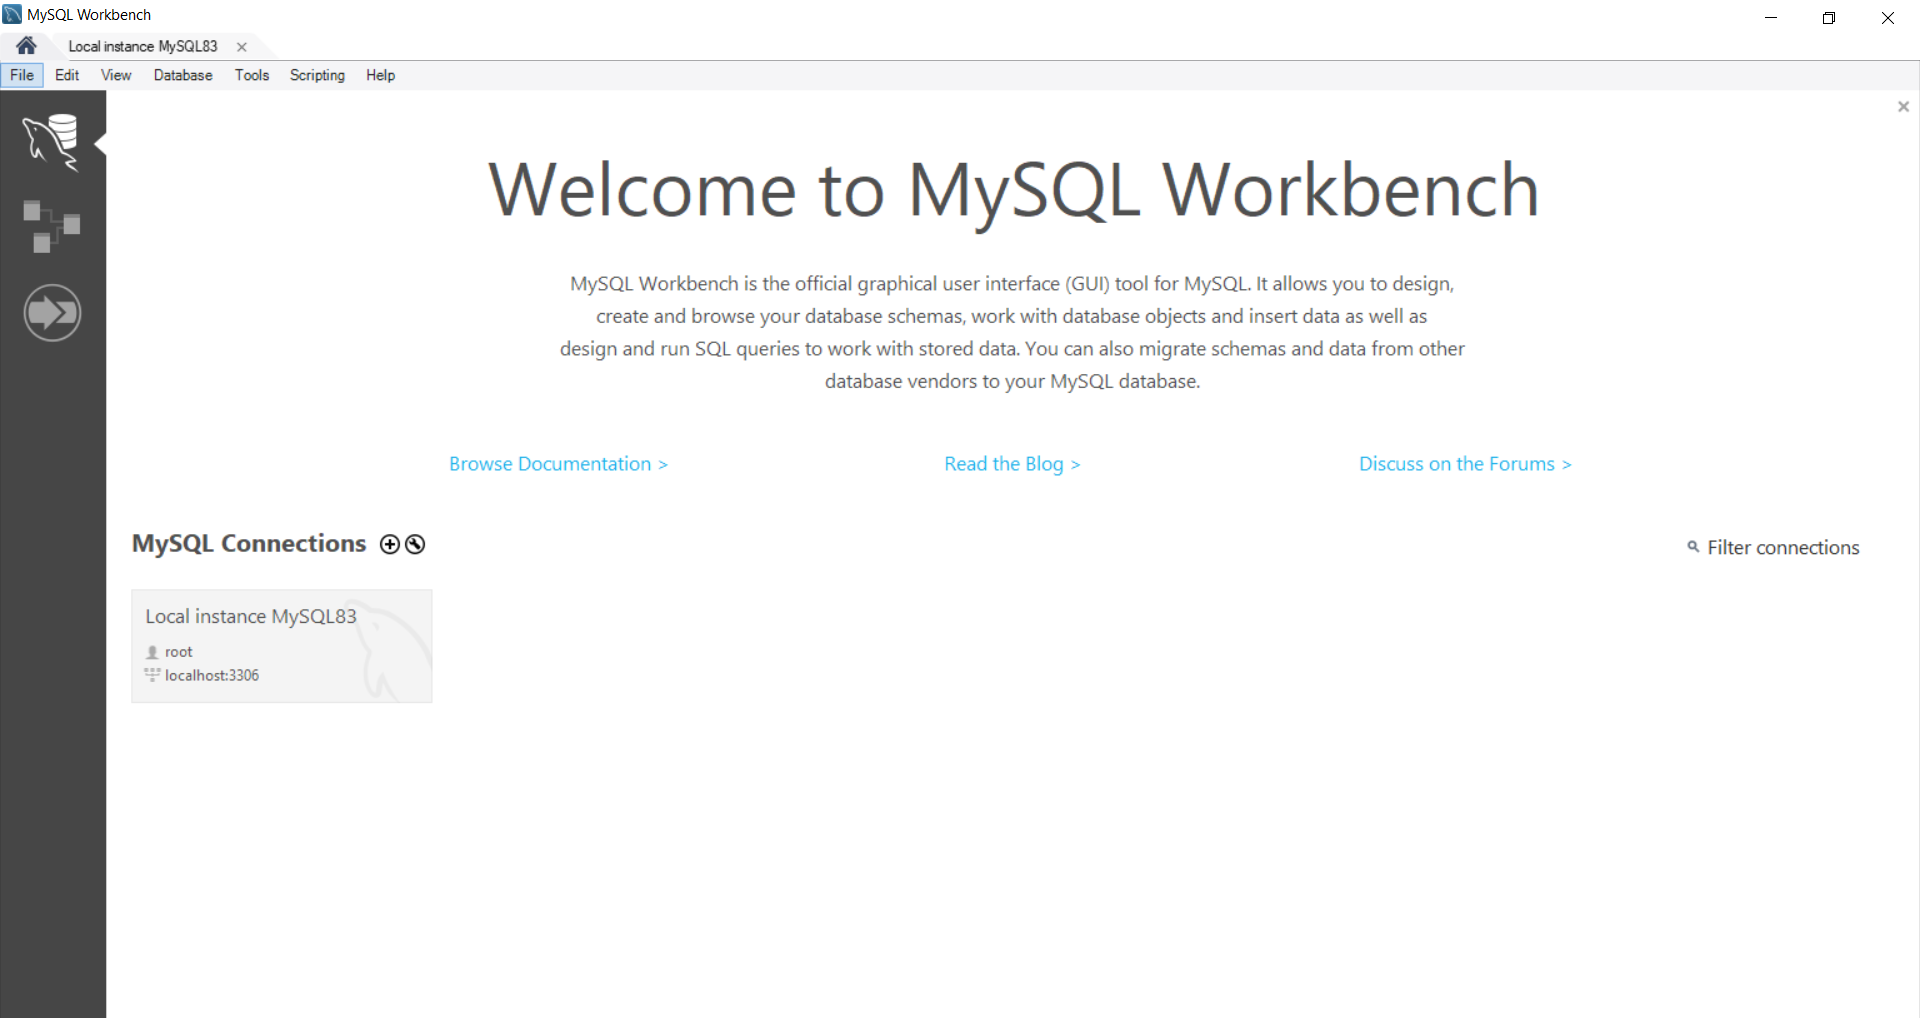 MySQL Workbench
Local instance MySQL83
File Edit View Database Tools Scripting Help
Welcome to MySQL Workbench
MySQL Workbench is the official graphical user interface (GUI) tool for MySQL. It allows you to design,
create and browse your database schemas, work with database objects and insert data as well as
design and run SQL queries to work with stored data. You can also migrate schemas and data from other
database vendors to your MySQL database.
Browse Documentation > Read the Blog > Discuss on the Forums >
MySQL Connections Filter connections
Local instance MySQL83
root
localhost:3306